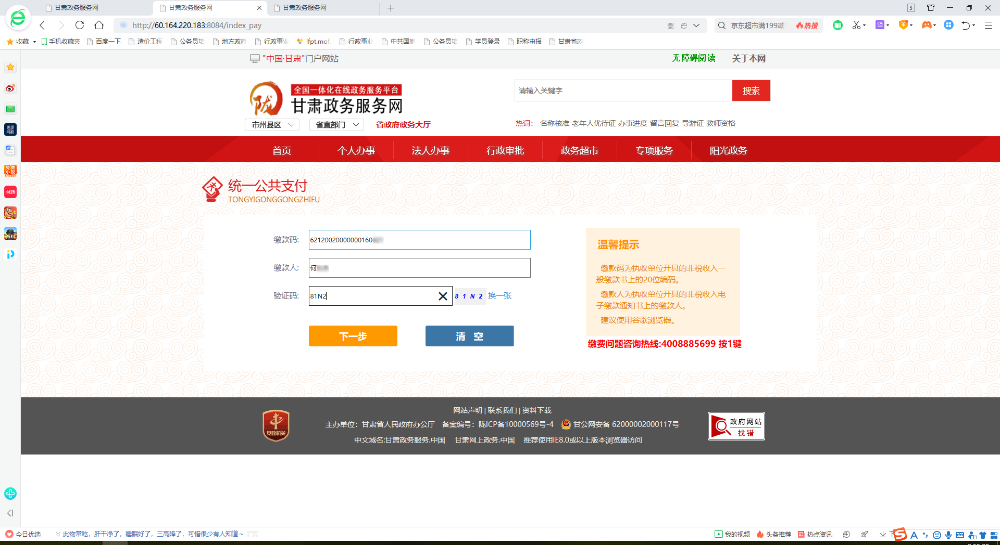 甘肃政务服务网
甘肃政务服务网
甘肃政务服务网
3
http://60.164.220.183:8084/index_pay
京东超市满199减
热搜
译
收藏
手机收藏夹
百度一下
造价工程
公务员培
地方政府
行政事业
lfpt.mof.
行政事业
中共国家
公务员培
学员登录
职称申报
甘肃省政
"中国·甘肃"门户网站
无障碍阅读
关于本网
陇
全国一体化在线政务服务平台
甘肃政务服务网
请输入关键字
搜索
市州县区
省直部门
省政府政务大厅
热词：
名称核准 老年人优待证 办事进度 留言回复 导游证 教师资格
首页
个人办事
法人办事
行政审批
政务超市
专项服务
阳光政务
统一公共支付
TONGYIGONGGONGZHIFU
缴款码:
62120020000000160
缴款人:
何
验证码:
81N2
8 1 N 2
换一张
下一步
清 空
温馨提示
缴款码为执收单位开具的非税收入一
般缴款书上的20位编码。
缴款人为执收单位开具的非税收入电
子缴款通知书上的缴款人。
建议使用谷歌浏览器。
缴费问题咨询热线:4008885699 按1键
网站声明 | 联系我们 | 资料下载
主办单位：甘肃省人民政府办公厅 备案编号：陇ICP备10000569号-4 甘公网安备 62000002000117号
中文域名:甘肃政务服务.中国 甘肃网上政务.中国 推荐使用IE8.0或以上版本浏览器访问
党政机关
政府网站
找错
环球
网校
免费
小说
小红书
今日优选
此物常吃，肝干净了，睡眠好了，三高降了，可惜很少有人知道~
广告
我的视频
头条推荐
热点资讯
下